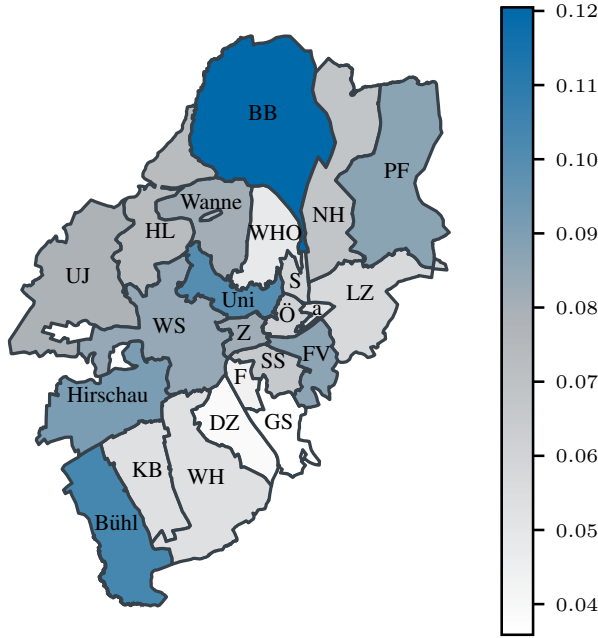 BB
PF
Wanne
NH
HL
WHO
UJ
S
LZ
Uni
Ö
a
WS
Z
FV
SS
F
Hirschau
DZ
GS
KB
WH
Bühl
0.12
0.11
0.10
0.09
0.08
0.07
0.06
0.05
0.04